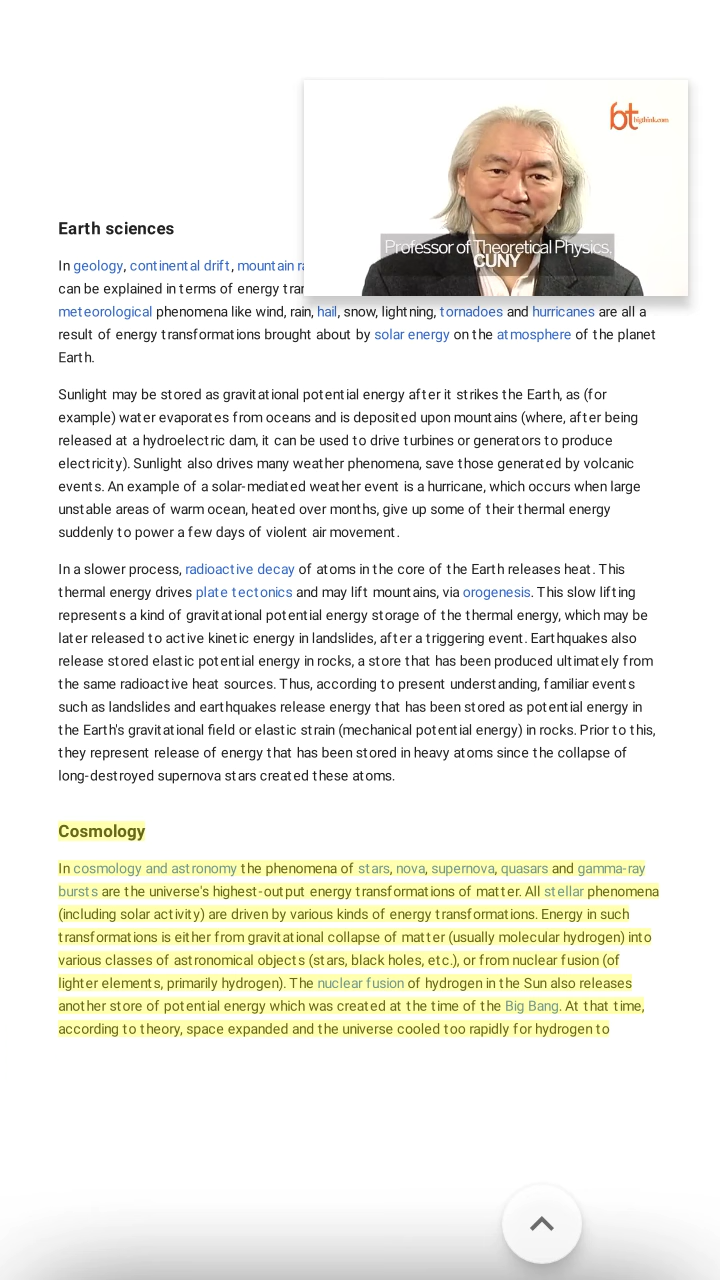 bt bigthink.com
Professor of Theoretical Physics,
CUNY
Earth sciences
In geology, continental drift, mountain
can be explained in terms of energy
meteorological phenomena like wind, rain, hail, snow, lightning, tornadoes and hurricanes are all a
result of energy transformations brought about by solar energy on the atmosphere of the planet
Earth.
Sunlight may be stored as gravitational potential energy after it strikes the Earth, as (for
example) water evaporates from oceans and is deposited upon mountains (where, after being
released at a hydroelectric dam, it can be used to drive turbines or generators to produce
electricity). Sunlight also drives many weather phenomena, save those generated by volcanic
events. An example of a solar-mediated weather event is a hurricane, which occurs when large
unstable areas of warm ocean, heated over months, give up some of their thermal energy
suddenly to power a few days of violent air movement.
In a slower process, radioactive decay of atoms in the core of the Earth releases heat. This
thermal energy drives plate tectonics and may lift mountains, via orogenesis. This slow lifting
represents a kind of gravitational potential energy storage of the thermal energy, which may be
later released to active kinetic energy in landslides, after a triggering event. Earthquakes also
release stored elastic potential energy in rocks, a store that has been produced ultimately from
the same radioactive heat sources. Thus, according to present understanding, familiar events
such as landslides and earthquakes release energy that has been stored as potential energy in
the Earth's gravitational field or elastic strain (mechanical potential energy) in rocks. Prior to this,
they represent release of energy that has been stored in heavy atoms since the collapse of
long-destroyed supernova stars created these atoms.
Cosmology
In cosmology and astronomy the phenomena of stars, nova, supernova, quasars and gamma-ray
bursts are the universe's highest-output energy transformations of matter. All stellar phenomena
(including solar activity) are driven by various kinds of energy transformations. Energy in such
transformations is either from gravitational collapse of matter (usually molecular hydrogen) into
various classes of astronomical objects (stars, black holes, etc.), or from nuclear fusion (of
lighter elements, primarily hydrogen). The nuclear fusion of hydrogen in the Sun also releases
another store of potential energy which was created at the time of the Big Bang. At that time,
according to theory, space expanded and the universe cooled too rapidly for hydrogen to